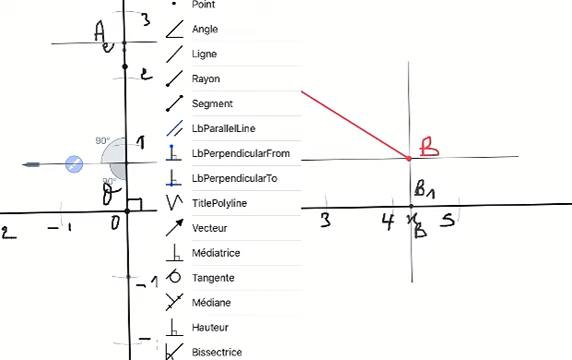 Point
3
A
Angle
Ligne
2
Rayon
Segment
LbParallelLine
90°
1
LbPerpendicularFrom
B
90°
LbPerpendicularTo
B1
TitlePolyline
2
-1
0
Vecteur
3
4
5
B
Médiatrice
-1
Tangente
Médiane
Hauteur
Bissectrice